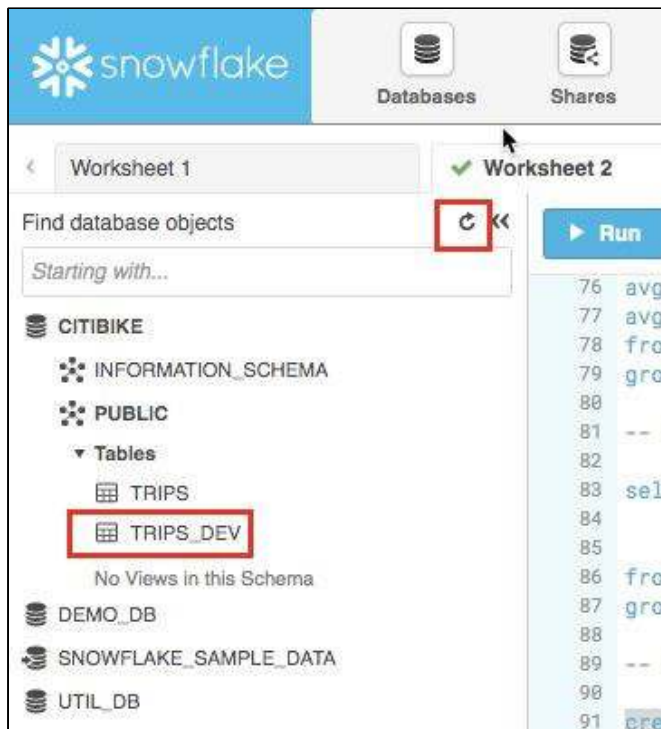 snowflake
Databases
Shares
Worksheet 1
Worksheet 2
Find database objects
Run
Starting with...
CITIBIKE
INFORMATION_SCHEMA
PUBLIC
Tables
TRIPS
TRIPS_DEV
No Views in this Schema
DEMO_DB
SNOWFLAKE_SAMPLE_DATA
UTIL_DB
76 avg
77 avg
78 fro
79 gro
80
81 --
82
83 sel
84
85
86 fro
87 gro
88
89 --
90
91 cre